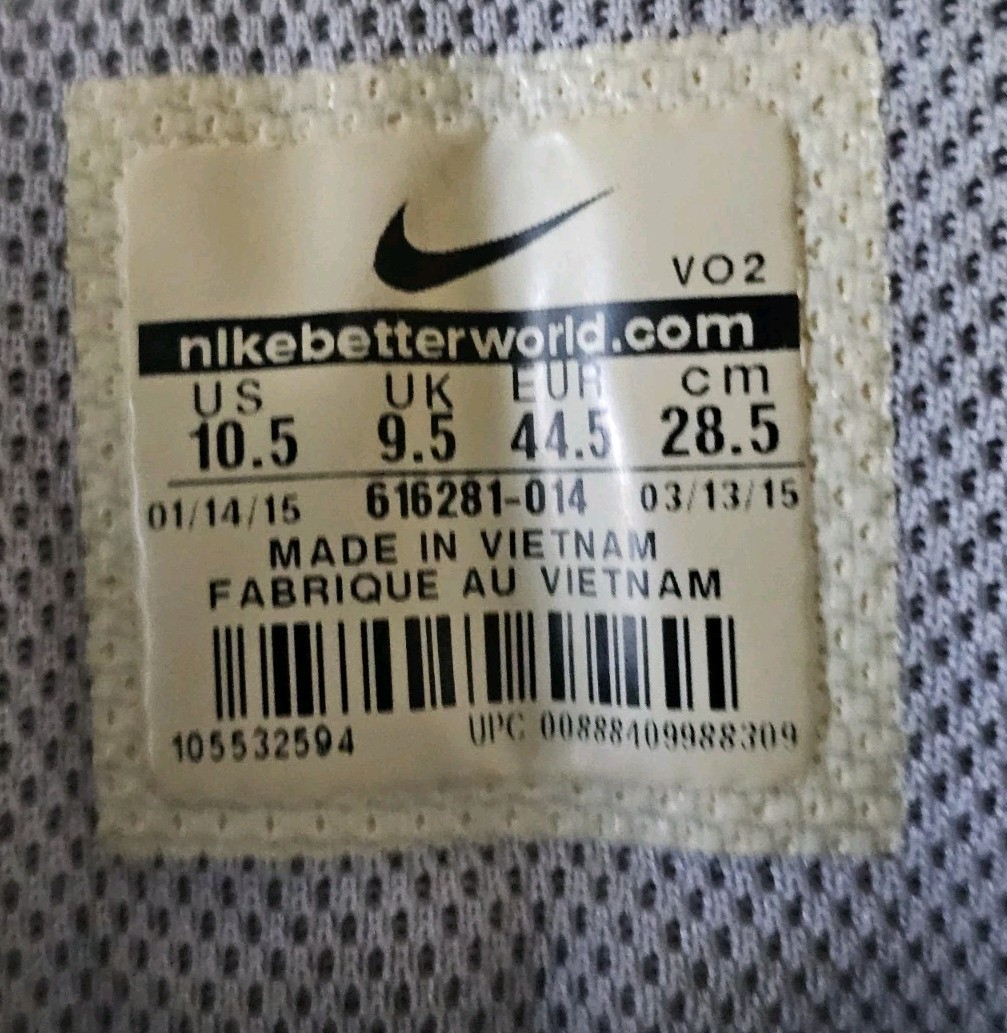 VO2
nikebetterworld.com
US UK EUR cm
10.5 9.5 44.5 28.5
01/14/15 616281-014 03/13/15
MADE IN VIETNAM
FABRIQUE AU VIETNAM
105532594 UPC 00888409988309